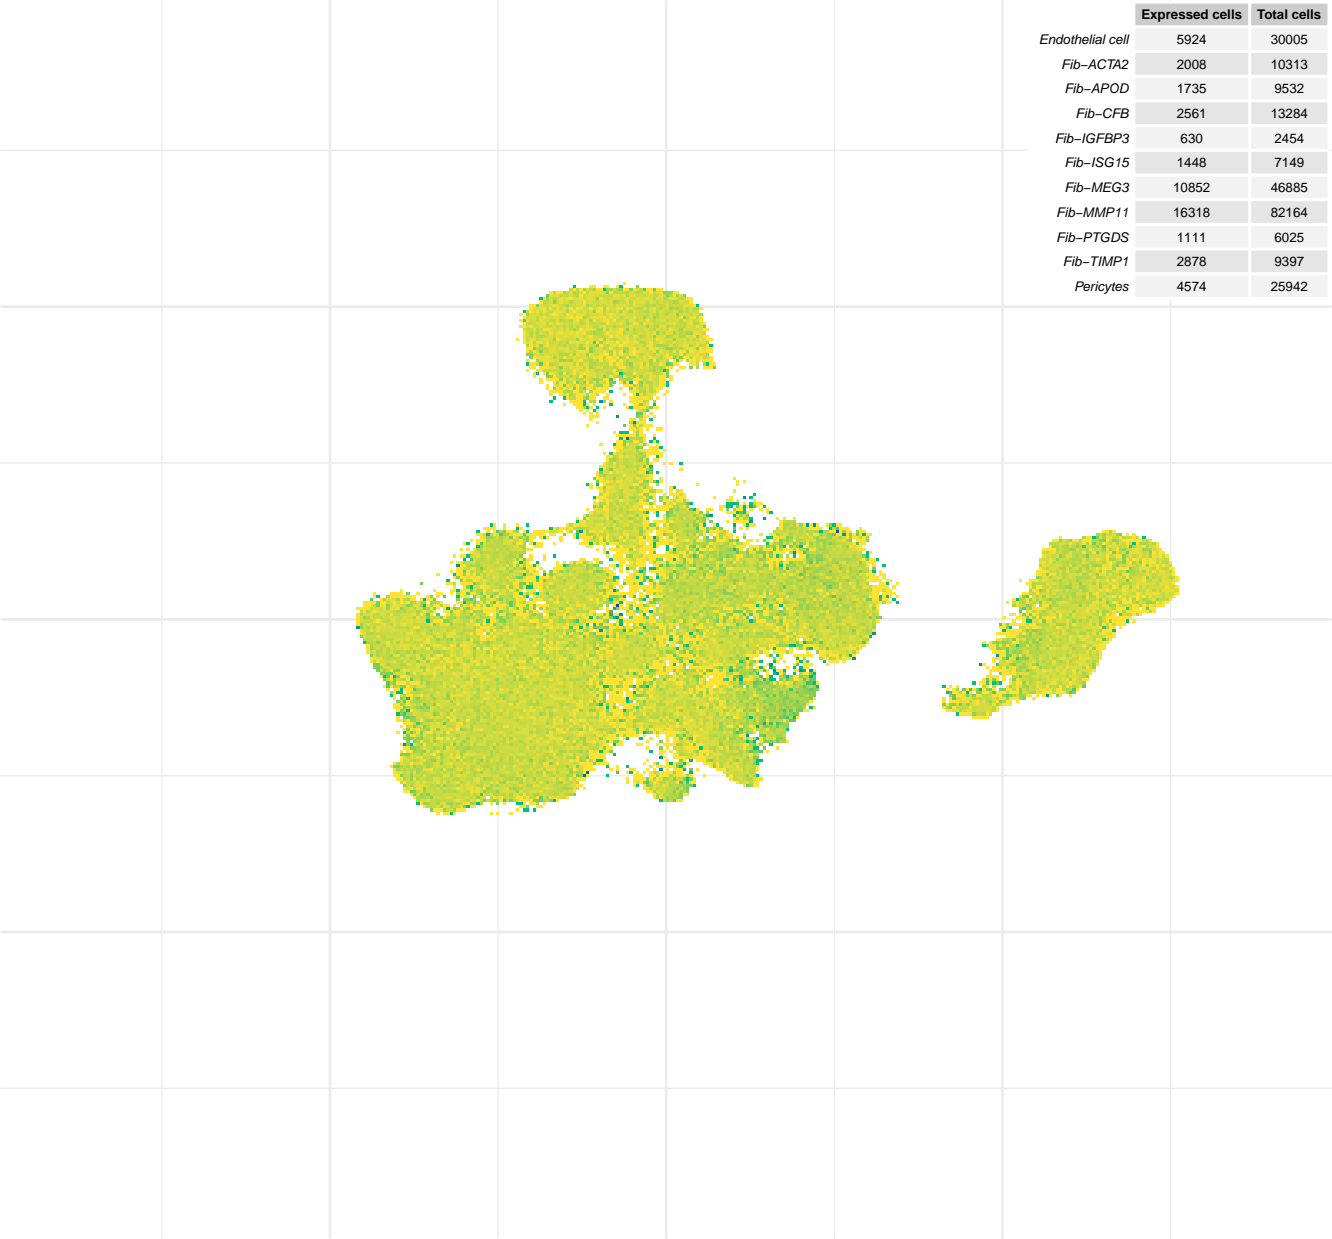 Expressed cells Total cells
Endothelial cell 5924 30005
Fib−ACTA2 2008 10313
Fib−APOD 1735 9532
Fib−CFB 2561 13284
Fib−IGFBP3 630 2454
Fib−ISG15 1448 7149
Fib−MEG3 10852 46885
Fib−MMP11 16318 82164
Fib−PTGDS 1111 6025
Fib−TIMP1 2878 9397
Pericytes 4574 25942